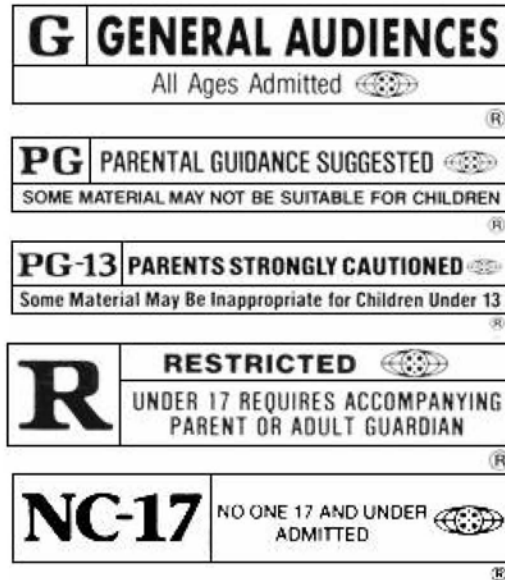 G GENERAL AUDIENCES
All Ages Admitted
®
PG PARENTAL GUIDANCE SUGGESTED
SOME MATERIAL MAY NOT BE SUITABLE FOR CHILDREN
®
PG-13 PARENTS STRONGLY CAUTIONED
Some Material May Be Inappropriate for Children Under 13
®
R
RESTRICTED
UNDER 17 REQUIRES ACCOMPANYING
PARENT OR ADULT GUARDIAN
®
NC-17
NO ONE 17 AND UNDER
ADMITTED
®